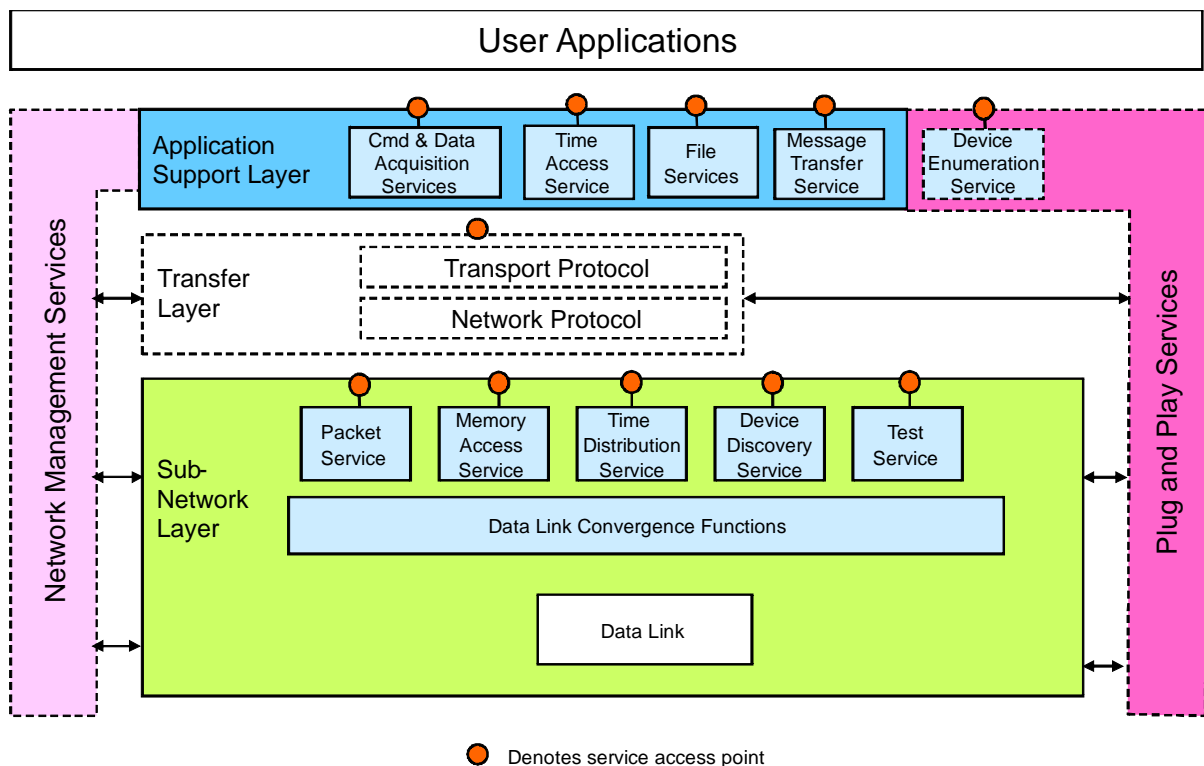 User Applications
Application
Support Layer
Cmd & Data
Acquisition
Services
Time
Access
Service
File
Services
Message
Transfer
Service
Device
Enumeration
Service
Network Management Services
Transfer
Layer
Transport Protocol
Network Protocol
Plug and Play Services
Sub-
Network
Layer
Packet
Service
Memory
Access
Service
Time
Distribution
Service
Device
Discovery
Service
Test
Service
Data Link Convergence Functions
Data Link
Denotes service access point